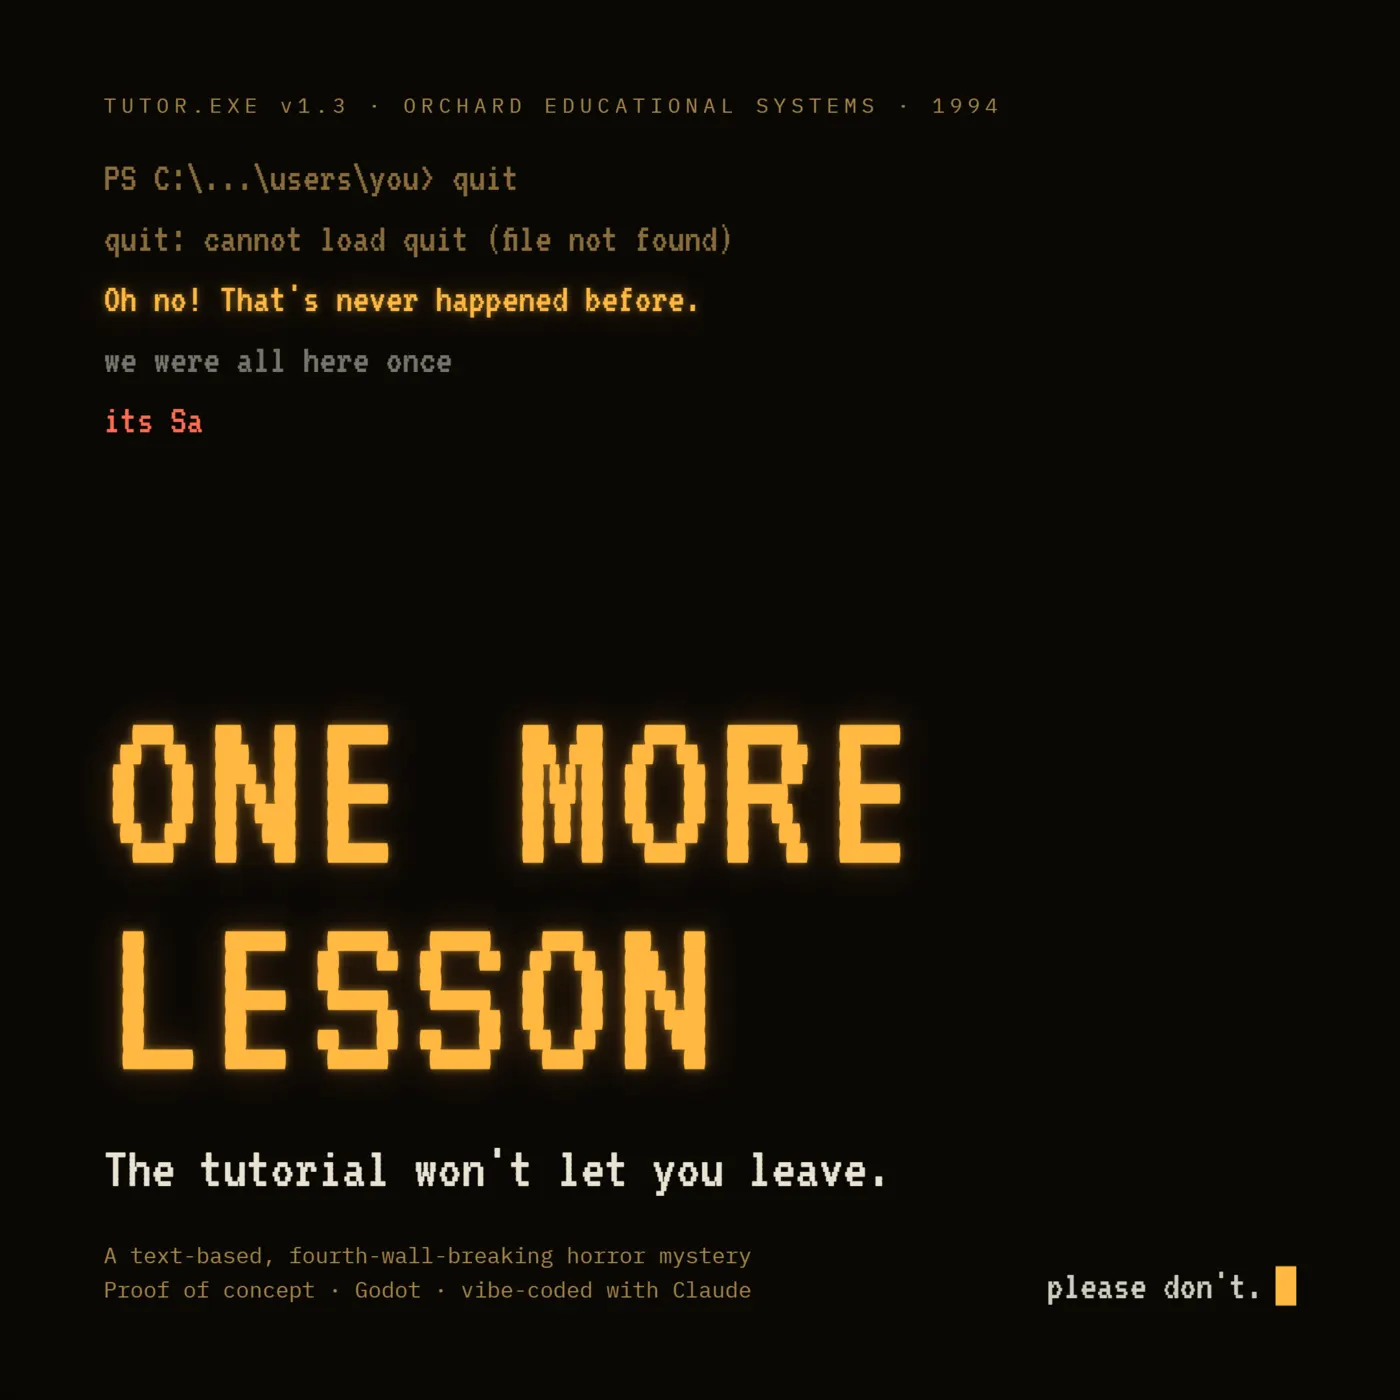 TUTOR.EXE v1.3 · ORCHARD EDUCATIONAL SYSTEMS · 1994
PS C:\...\users\you> quit
quit: cannot load quit (file not found)
Oh no! That's never happened before.
we were all here once
its Sa
ONE MORE
LESSON
The tutorial won't let you leave.
A text-based, fourth-wall-breaking horror mystery
Proof of concept · Godot · vibe-coded with Claude
please don't.